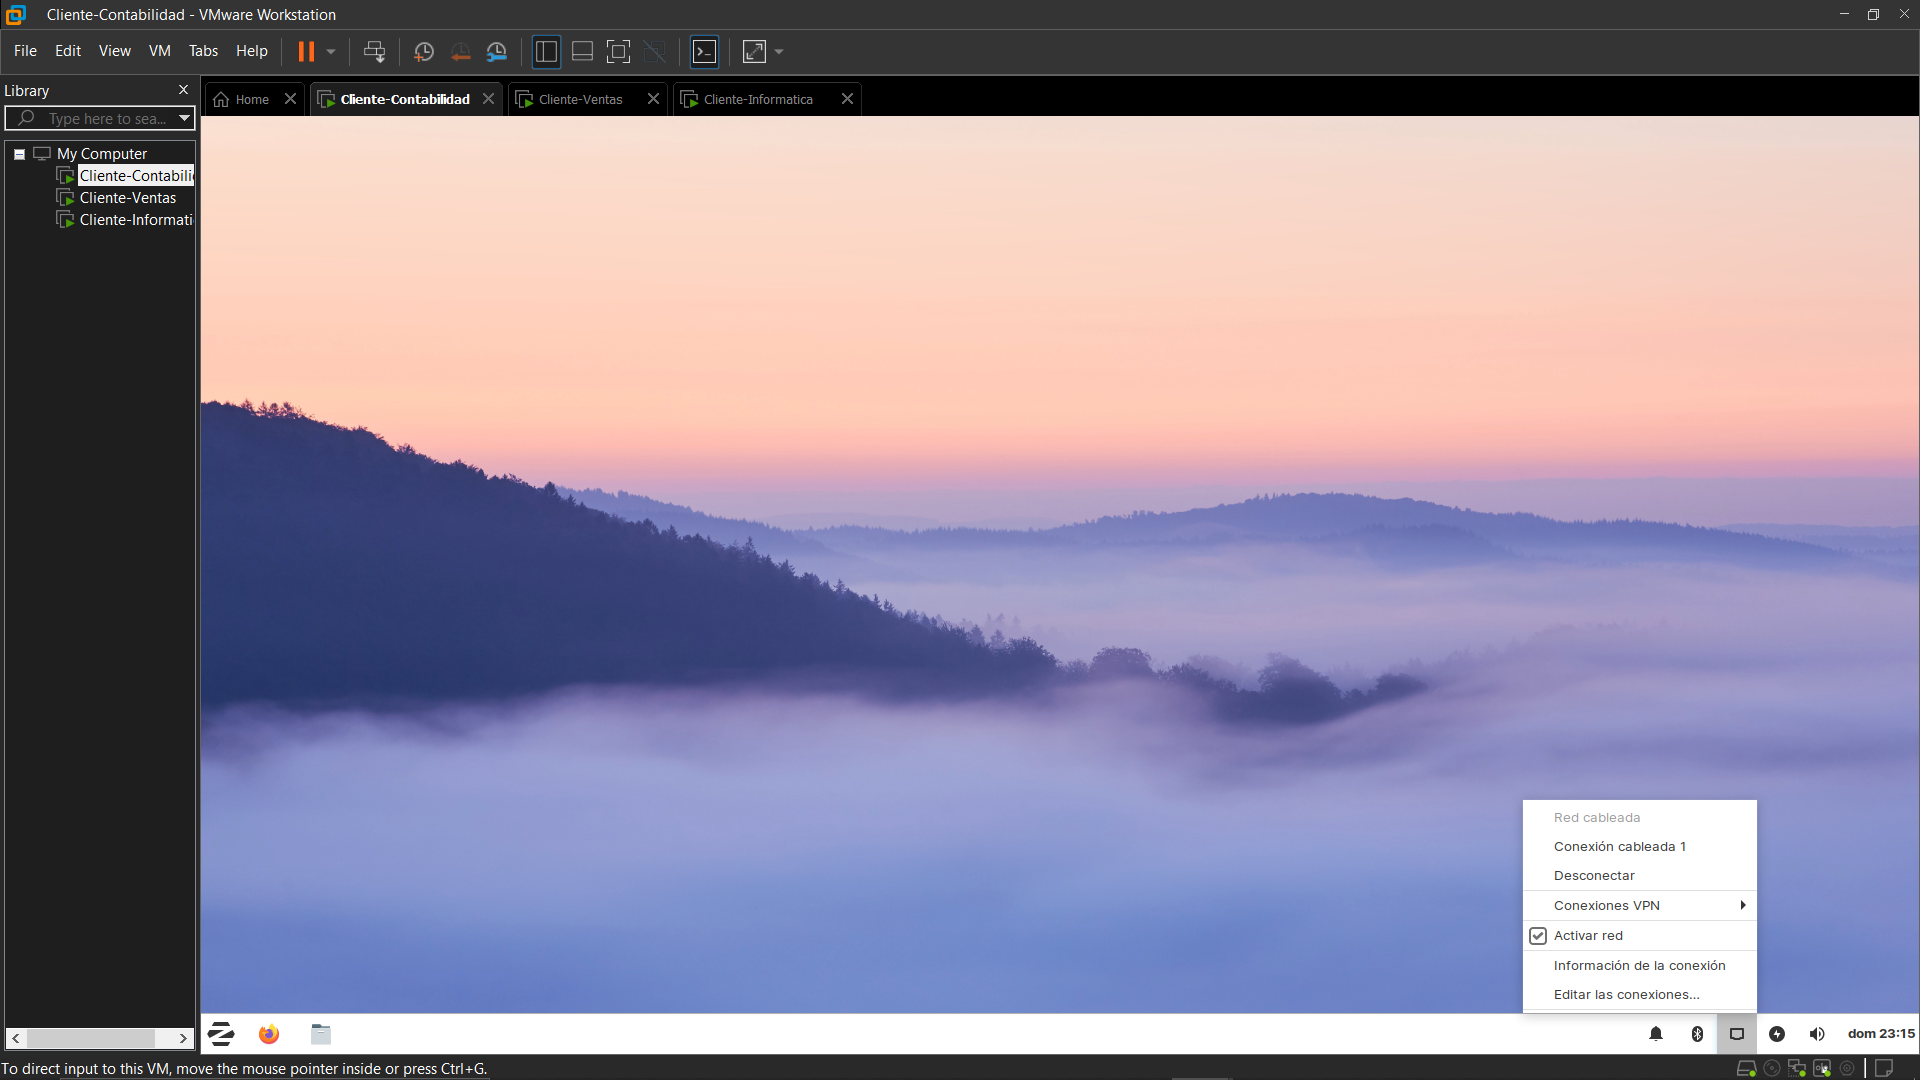 Cliente-Contabilidad - VMware Workstation
File Edit View VM Tabs Help
Library
Type here to sea...
My Computer
Cliente-Contabili
Cliente-Ventas
Cliente-Informati
Home
Cliente-Contabilidad
Cliente-Ventas
Cliente-Informatica
Red cableada
Conexión cableada 1
Desconectar
Conexiones VPN
Activar red
Información de la conexión
Editar las conexiones...
dom 23:15
To direct input to this VM, move the mouse pointer inside or press Ctrl+G.